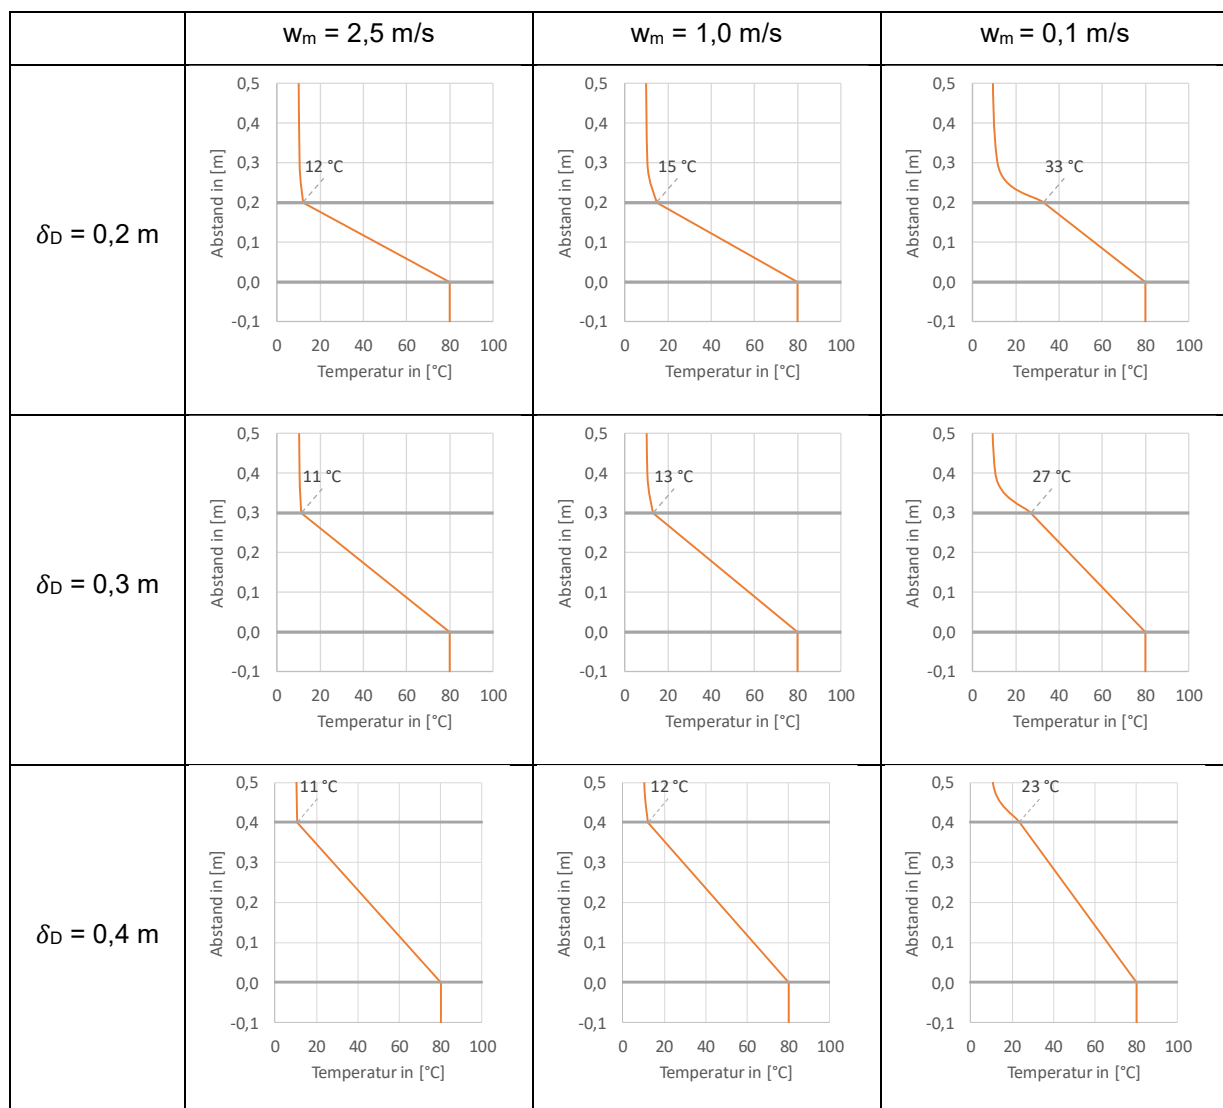 wm = 2,5 m/s
wm = 1,0 m/s
wm = 0,1 m/s
δD = 0,2 m
Abstand in [m]
0,5
0,4
0,3
0,2
0,1
0,0
-0,1
12 °C
0 20 40 60 80 100
Temperatur in [°C]
Abstand in [m]
0,5
0,4
0,3
0,2
0,1
0,0
-0,1
15 °C
0 20 40 60 80 100
Temperatur in [°C]
Abstand in [m]
0,5
0,4
0,3
0,2
0,1
0,0
-0,1
33 °C
0 20 40 60 80 100
Temperatur in [°C]
δD = 0,3 m
Abstand in [m]
0,5
0,4
0,3
0,2
0,1
0,0
-0,1
11 °C
0 20 40 60 80 100
Temperatur in [°C]
Abstand in [m]
0,5
0,4
0,3
0,2
0,1
0,0
-0,1
13 °C
0 20 40 60 80 100
Temperatur in [°C]
Abstand in [m]
0,5
0,4
0,3
0,2
0,1
0,0
-0,1
27 °C
0 20 40 60 80 100
Temperatur in [°C]
δD = 0,4 m
Abstand in [m]
0,5
0,4
0,3
0,2
0,1
0,0
-0,1
11 °C
0 20 40 60 80 100
Temperatur in [°C]
Abstand in [m]
0,5
0,4
0,3
0,2
0,1
0,0
-0,1
12 °C
0 20 40 60 80 100
Temperatur in [°C]
Abstand in [m]
0,5
0,4
0,3
0,2
0,1
0,0
-0,1
23 °C
0 20 40 60 80 100
Temperatur in [°C]